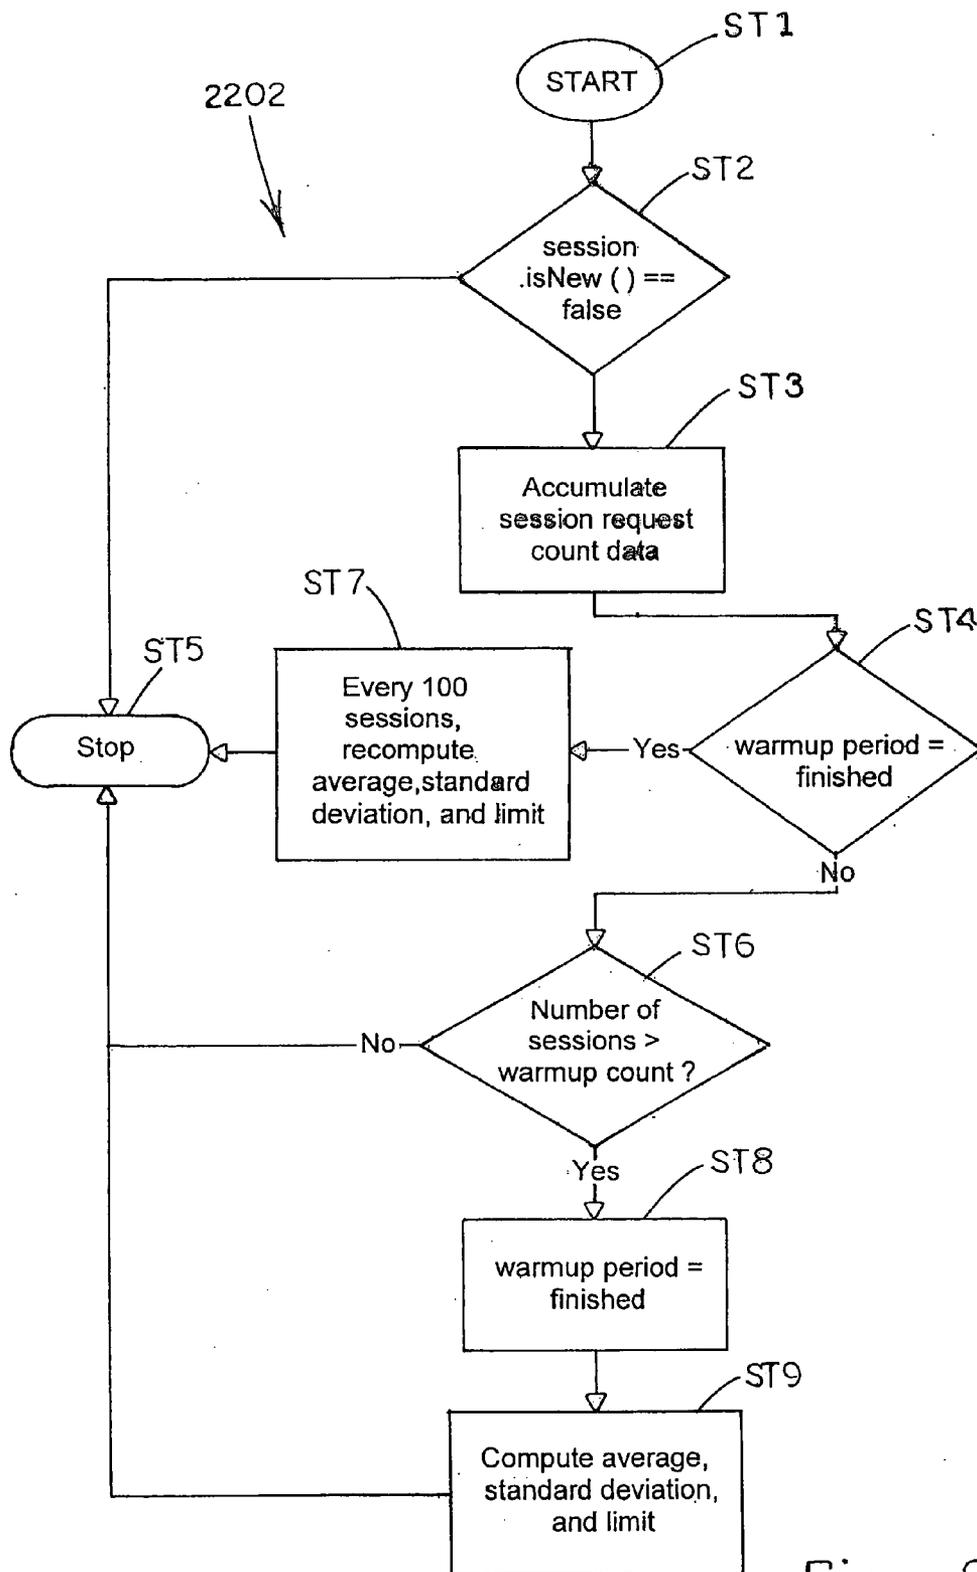 ST1
START
2202
ST2
session
.isNew ( ) ==
false
ST3
Accumulate
session request
count data
ST7
ST4
ST5
Every 100
sessions,
recompute
average,standard
deviation, and limit
Stop
Yes
warmup period =
finished
No
ST6
Number of
sessions >
warmup count ?
No
Yes
ST8
warmup period =
finished
ST9
Compute average,
standard deviation,
and limit